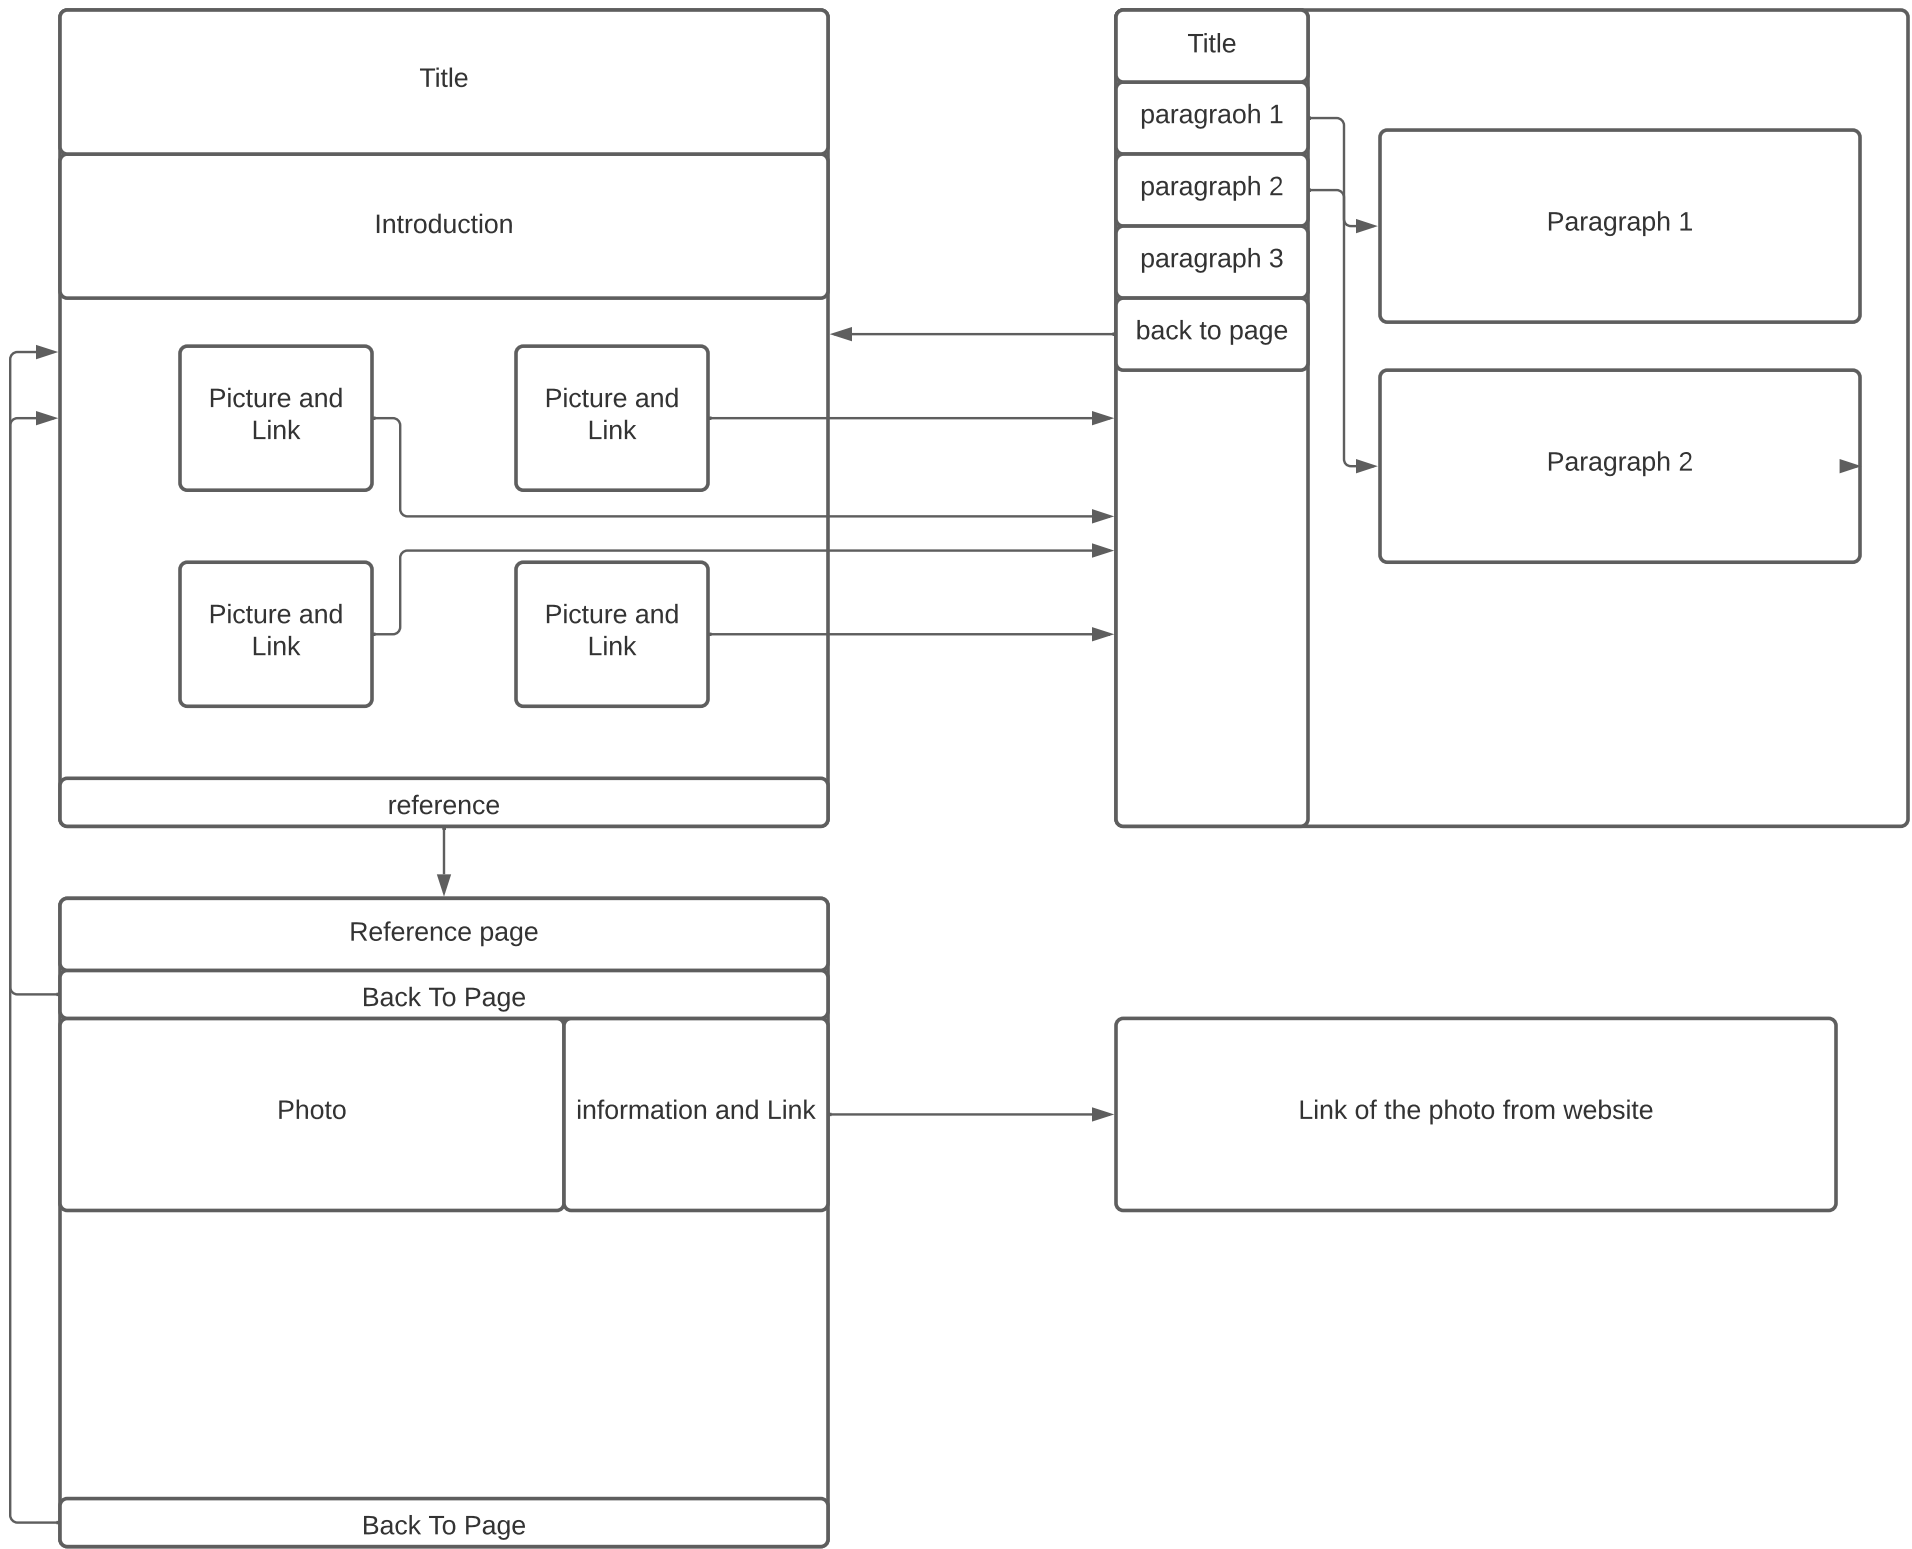 Title
Introduction
Picture and
Link
Picture and
Link
Picture and
Link
Picture and
Link
reference
Title
paragraoh 1
paragraph 2
paragraph 3
back to page
Paragraph 1
Paragraph 2
Reference page
Back To Page
Photo
information and Link
Link of the photo from website
Back To Page